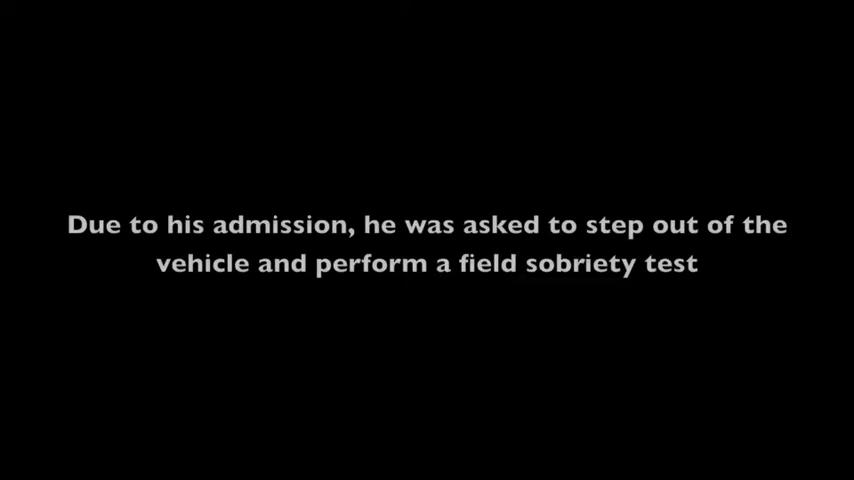 Due to his admission, he was asked to step out of the
vehicle and perform a field sobriety test